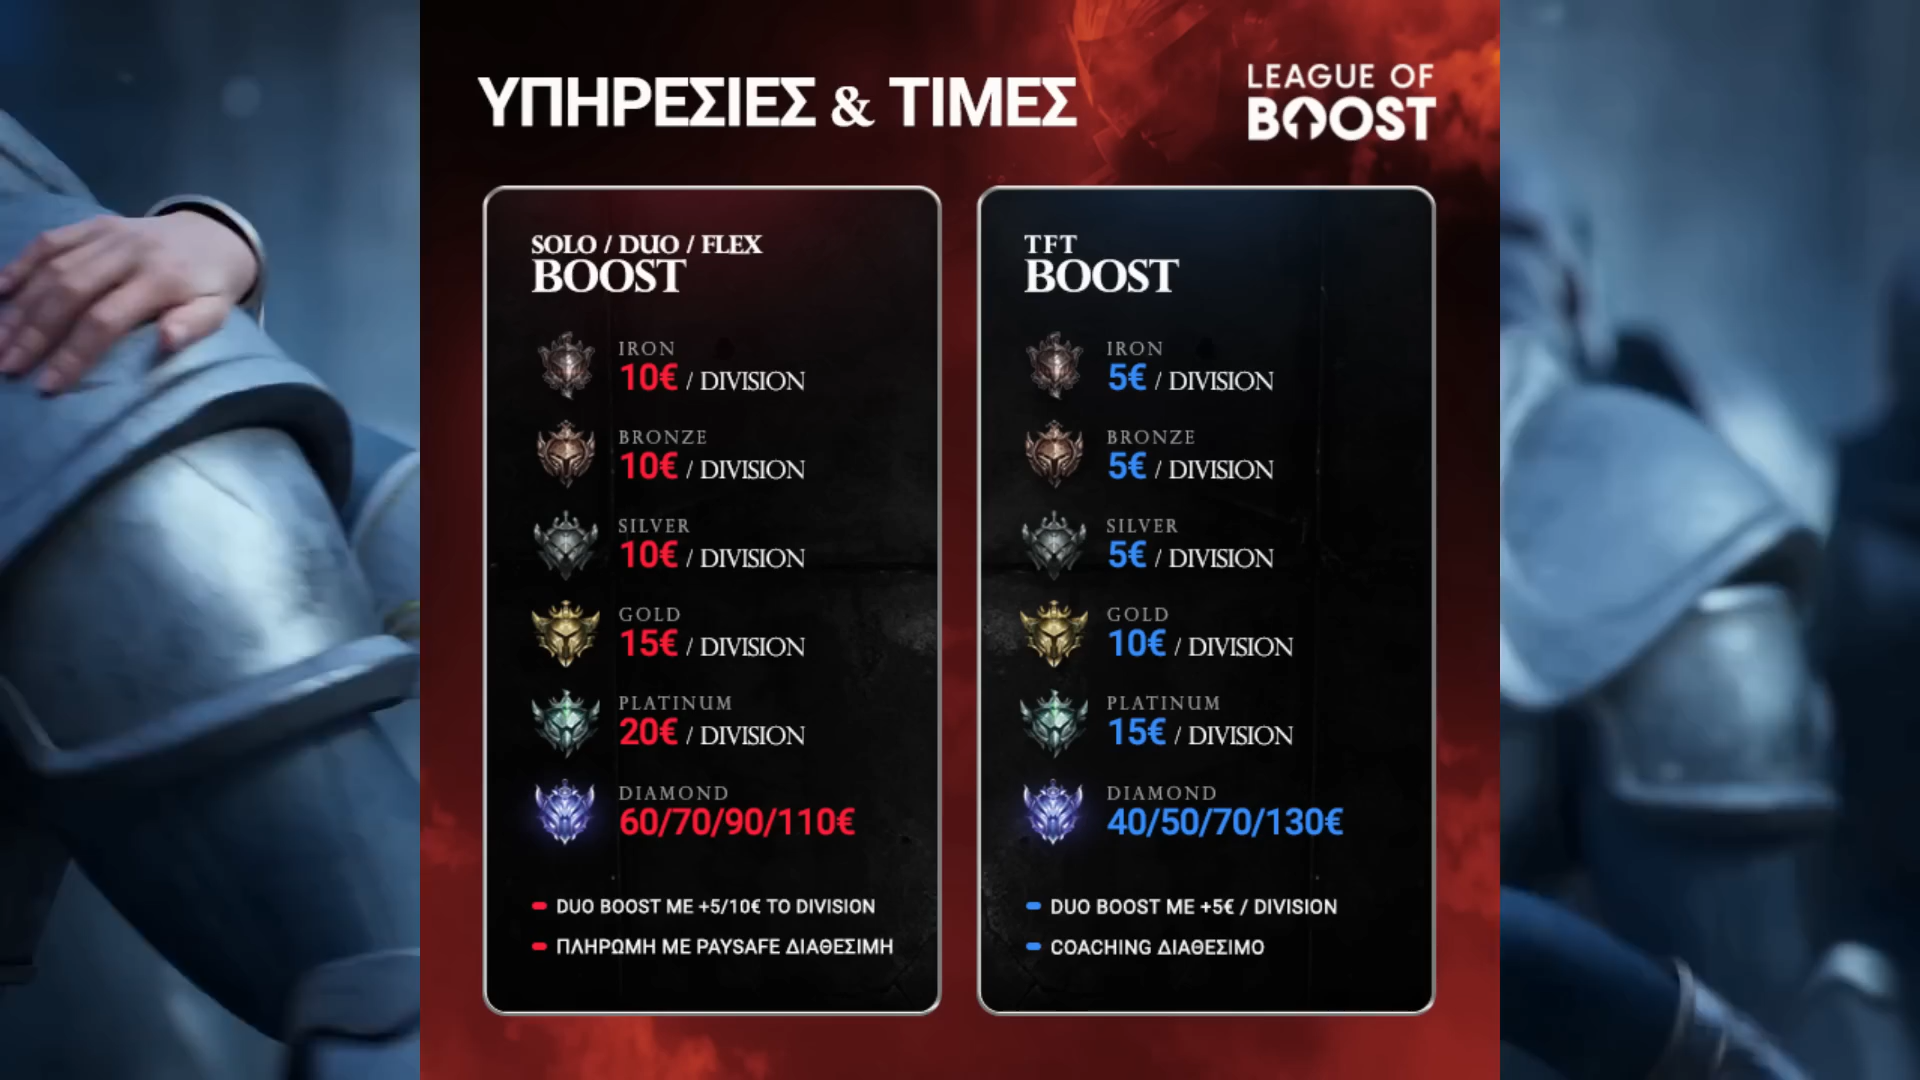 ΥΠΗΡΕΣΙΕΣ & ΤΙΜΕΣ
LEAGUE OF
BOOST
SOLO / DUO / FLEX
BOOST
IRON
10€ / DIVISION
BRONZE
10€ / DIVISION
SILVER
10€ / DIVISION
GOLD
15€ / DIVISION
PLATINUM
20€ / DIVISION
DIAMOND
60/70/90/110€
DUO BOOST ΜΕ +5/10€ ΤΟ DIVISION
ΠΛΗΡΩΜΗ ΜΕ PAYSAFE ΔΙΑΘΕΣΙΜΗ
TFT
BOOST
IRON
5€ / DIVISION
BRONZE
5€ / DIVISION
SILVER
5€ / DIVISION
GOLD
10€ / DIVISION
PLATINUM
15€ / DIVISION
DIAMOND
40/50/70/130€
DUO BOOST ΜΕ +5€ / DIVISION
COACHING ΔΙΑΘΕΣΙΜΟ